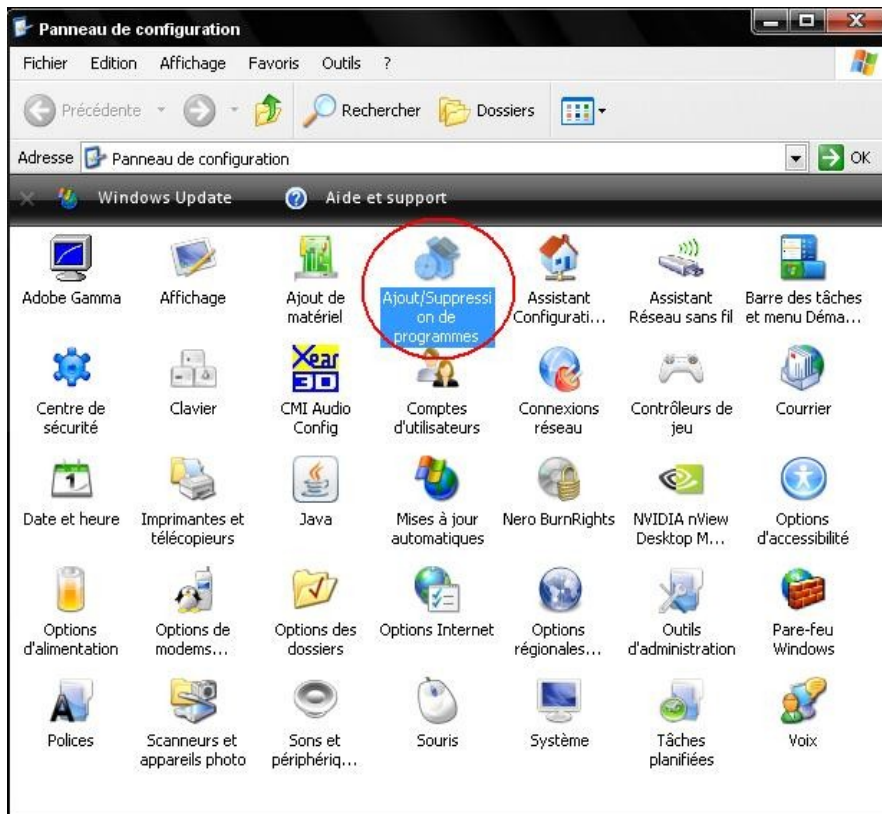 Panneau de configuration
Fichier Edition Affichage Favoris Outils ?
Précédente Rechercher Dossiers
Adresse Panneau de configuration OK
Windows Update Aide et support
Adobe Gamma
Affichage
Ajout de
matériel
Ajout/Suppressi
on de
programmes
Assistant
Configurati...
Assistant
Réseau sans fil
Barre des tâches
et menu Déma...
Centre de
sécurité
Clavier
Xear
3D
CMI Audio
Config
Comptes
d'utilisateurs
Connexions
réseau
Contrôleurs de
jeu
Courrier
1
Date et heure
Imprimantes et
télécopieurs
Java
Mises à jour
automatiques
Nero BurnRights
NVIDIA nView
Desktop M...
Options
d'accessibilité
Options
d'alimentation
Options de
modems...
Options des
dossiers
Options Internet
Options
régionales...
Outils
d'administration
Pare-feu
Windows
A
Polices
Scanneurs et
appareils photo
Sons et
périphériq...
Souris
Système
Tâches
planifiées
Voix